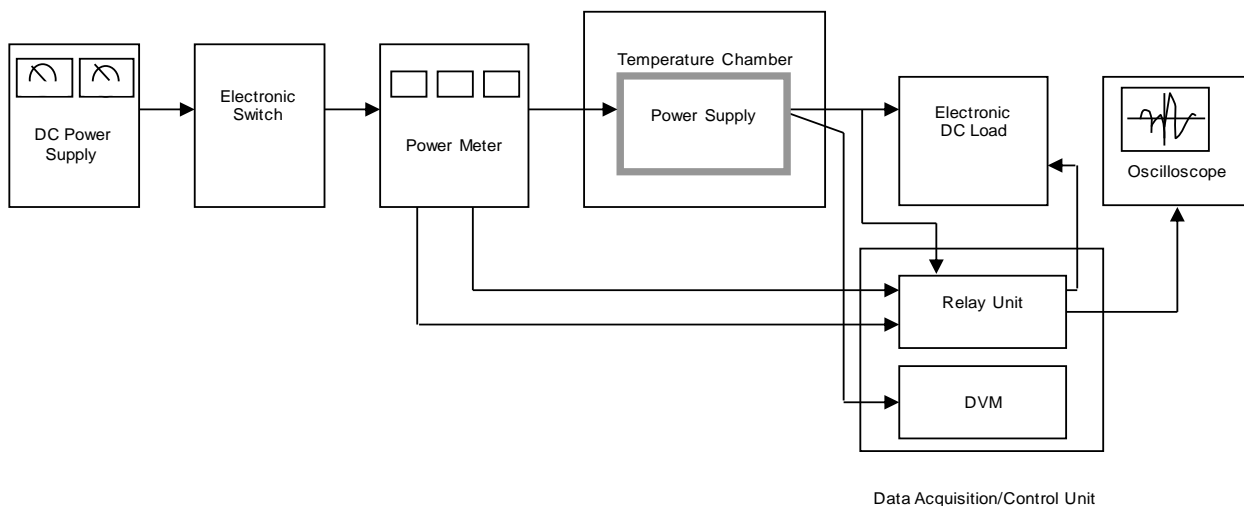 DC Power
Supply
Electronic
Switch
Power Meter
Temperature Chamber
Power Supply
Electronic
DC Load
Oscilloscope
Relay Unit
DVM
Data Acquisition/Control Unit